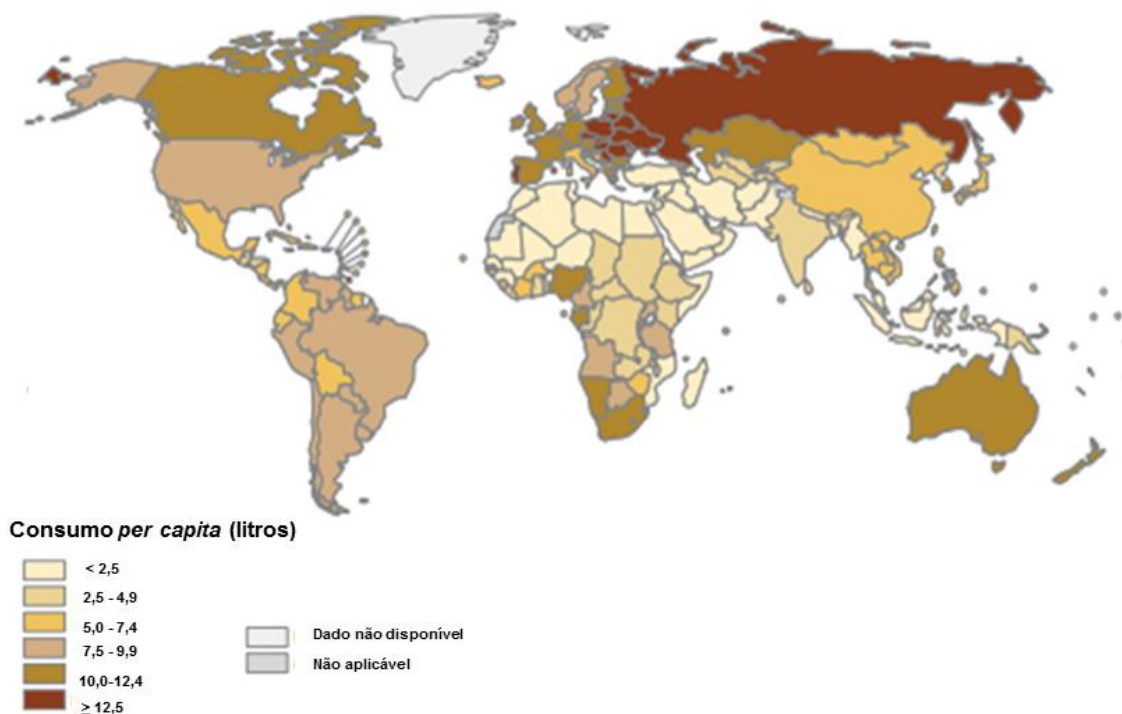 Consumo per capita (litros)
< 2,5
2,5 - 4,9
5,0 - 7,4
7,5 - 9,9
10,0-12,4
≥ 12,5
Dado não disponível
Não aplicável